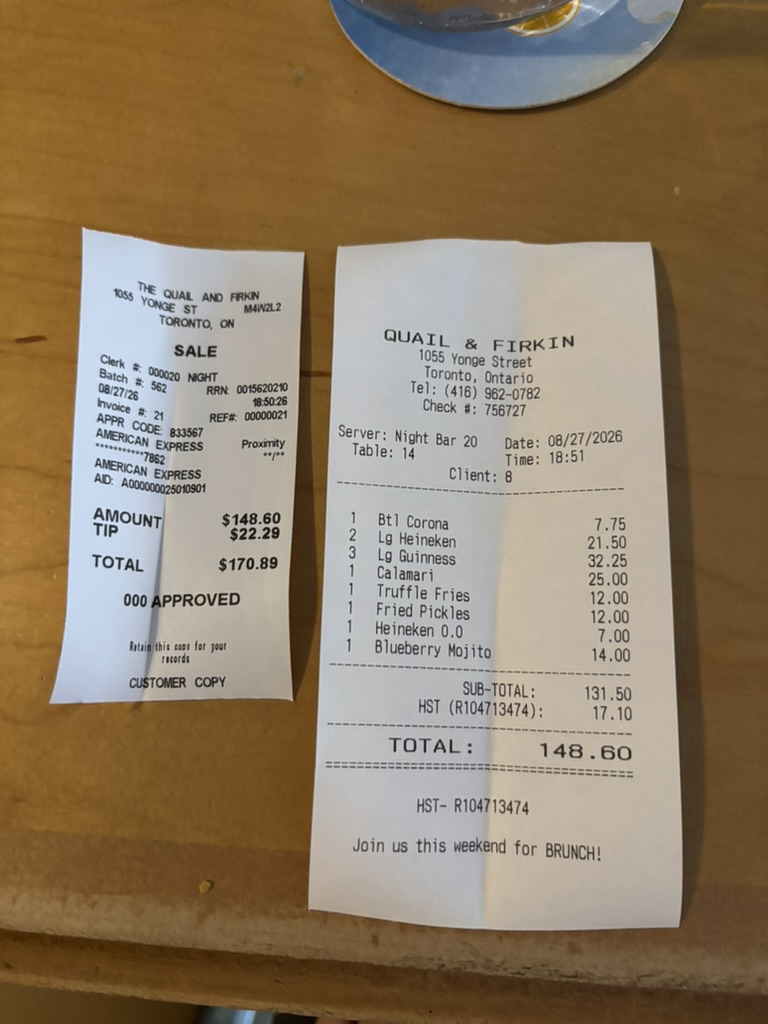 THE QUAIL AND FIRKIN
1055 YONGE ST M4W2L2
TORONTO, ON
SALE
Clerk #: 000020 NIGHT
Batch #: 562 RRN: 0015620210
08/27/26 18:50:26
Invoice #: 21 REF#: 00000021
APPR CODE: 833567
AMERICAN EXPRESS Proximity
***********7862 **/**
AMERICAN EXPRESS
AID: A000000025010901
AMOUNT $148.60
TIP $22.29
TOTAL $170.89
000 APPROVED
Retain this copy for your
records
CUSTOMER COPY
QUAIL & FIRKIN
1055 Yonge Street
Toronto, Ontario
Tel: (416) 962-0782
Check #: 756727
Server: Night Bar 20 Date: 08/27/2026
Table: 14 Time: 18:51
Client: 8
1 Btl Corona 7.75
2 Lg Heineken 21.50
3 Lg Guinness 32.25
1 Calamari 25.00
1 Truffle Fries 12.00
1 Fried Pickles 12.00
1 Heineken 0.0 7.00
1 Blueberry Mojito 14.00
SUB-TOTAL: 131.50
HST (R104713474): 17.10
TOTAL: 148.60
HST- R104713474
Join us this weekend for BRUNCH!